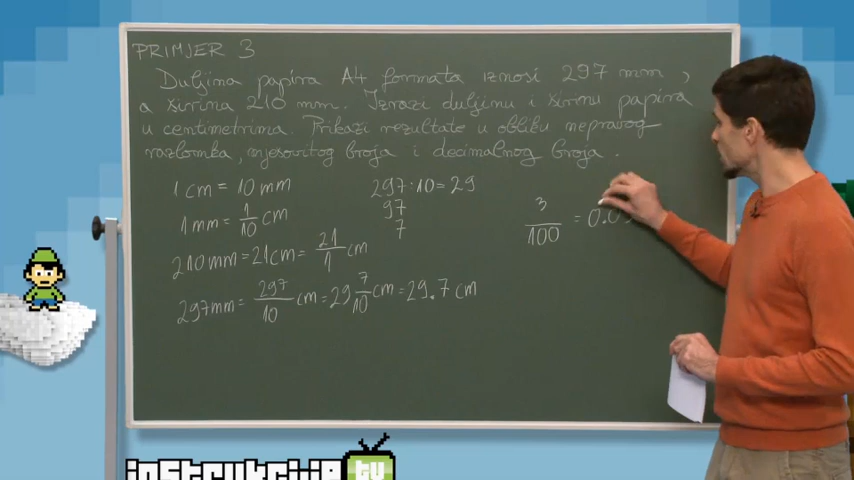 PRIMJER 3
Duljina papira A4 formata iznosi 297 mm,
a širina 210 mm. Izrazi duljinu i širinu papira
u centimetrima. Prikaži rezultate u obliku nepravog
razlomka, mješovitog broja i decimalnog broja.
1 cm = 10 mm
1 mm = 1/10 cm
210 mm = 21 cm = 21/1 cm
297 mm = 297/10 cm = 29 7/10 cm = 29.7 cm
297 : 10 = 29
97
7
3/100 = 0.0
instrukcije tv